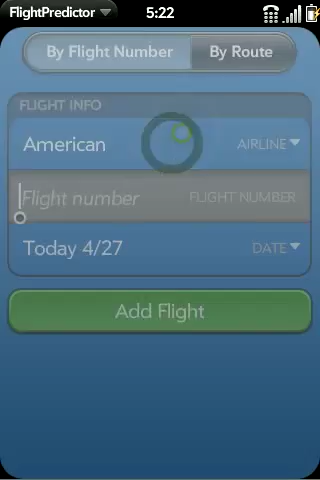 FlightPredictor 5:22
By Flight Number By Route
FLIGHT INFO
American AIRLINE
Flight number FLIGHT NUMBER
Today 4/27 DATE
Add Flight